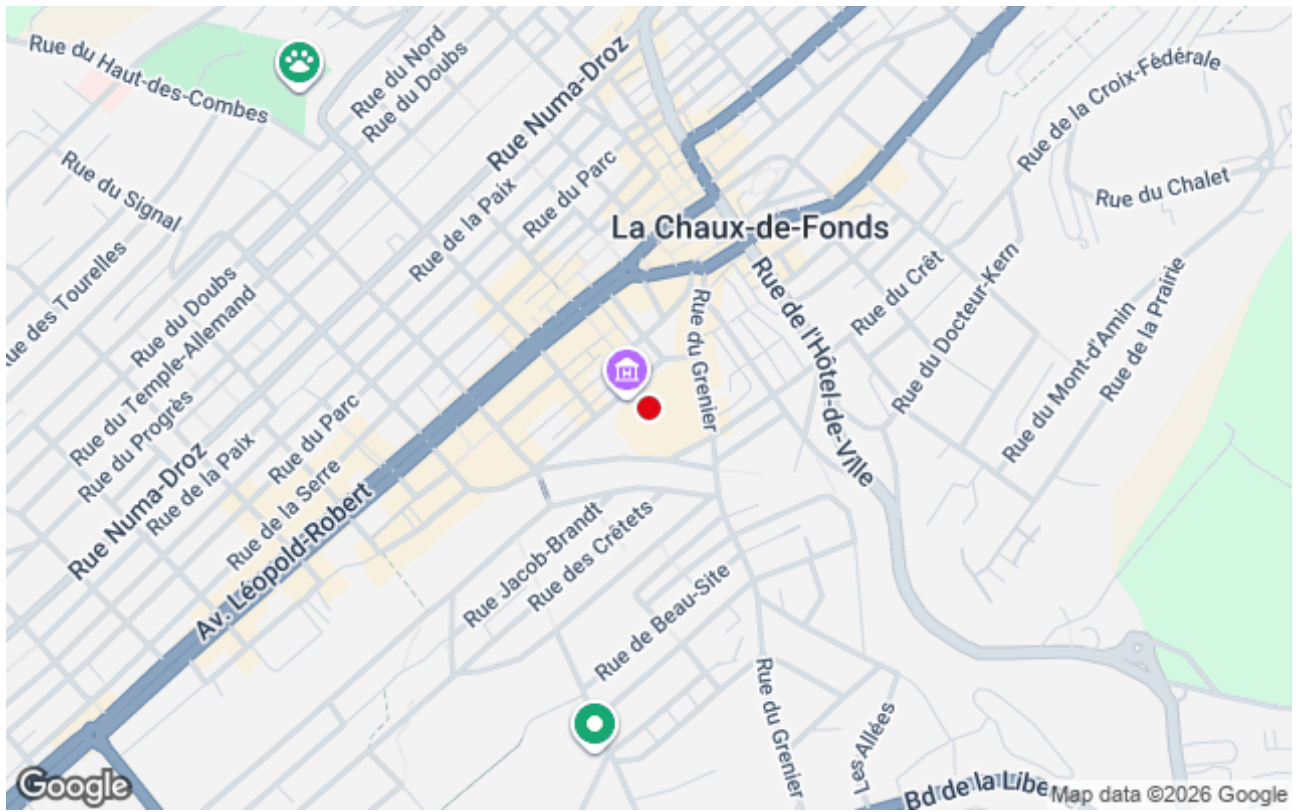 Rue du Haut-des-Combes
Rue du Nord
Rue du Doubs
Rue Numa-Droz
Rue de la Croix-Fédérale
Rue du Signal
Rue de la Paix
Rue du Parc
Rue du Chalet
La Chaux-de-Fonds
ue des Tourelles
Rue du Doubs
Rue du Temple-Allemand
Rue du Progrès
Rue Numa-Droz
Rue de la Paix
Rue du Parc
Rue de la Serre
Av. Léopold-Robert
Rue du Grenier
Rue de l'Hôtel-de-Ville
Rue du Crêt
Rue du Docteur-Kern
Rue du Mont-d'Amin
Rue de la Prairie
Rue Jacob-Brandt
Rue des Crêtets
Rue de Beau-Site
Rue du Grenier
Les Allées
Bd de la Libe
Google
Map data ©2026 Google